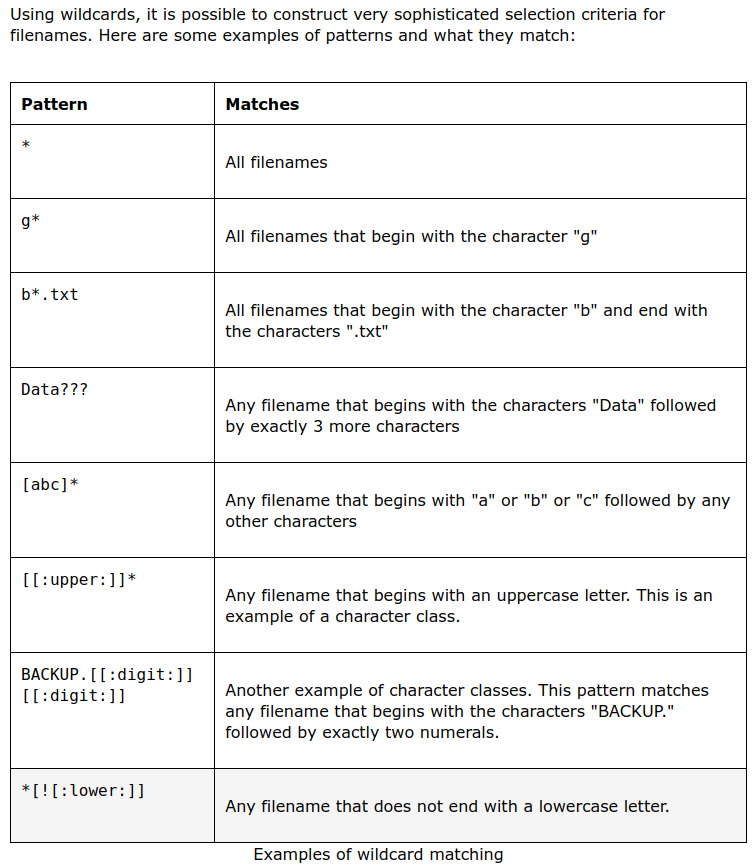 Using wildcards, it is possible to construct very sophisticated selection criteria for
filenames. Here are some examples of patterns and what they match:
Pattern Matches
*
All filenames
g*
All filenames that begin with the character "g"
b*.txt
All filenames that begin with the character "b" and end with
the characters ".txt"
Data???
Any filename that begins with the characters "Data" followed
by exactly 3 more characters
[abc]*
Any filename that begins with "a" or "b" or "c" followed by any
other characters
[[:upper:]]*
Any filename that begins with an uppercase letter. This is an
example of a character class.
BACKUP.[[:digit:]]
[[:digit:]]
Another example of character classes. This pattern matches
any filename that begins with the characters "BACKUP."
followed by exactly two numerals.
*[![:lower:]]
Any filename that does not end with a lowercase letter.
Examples of wildcard matching